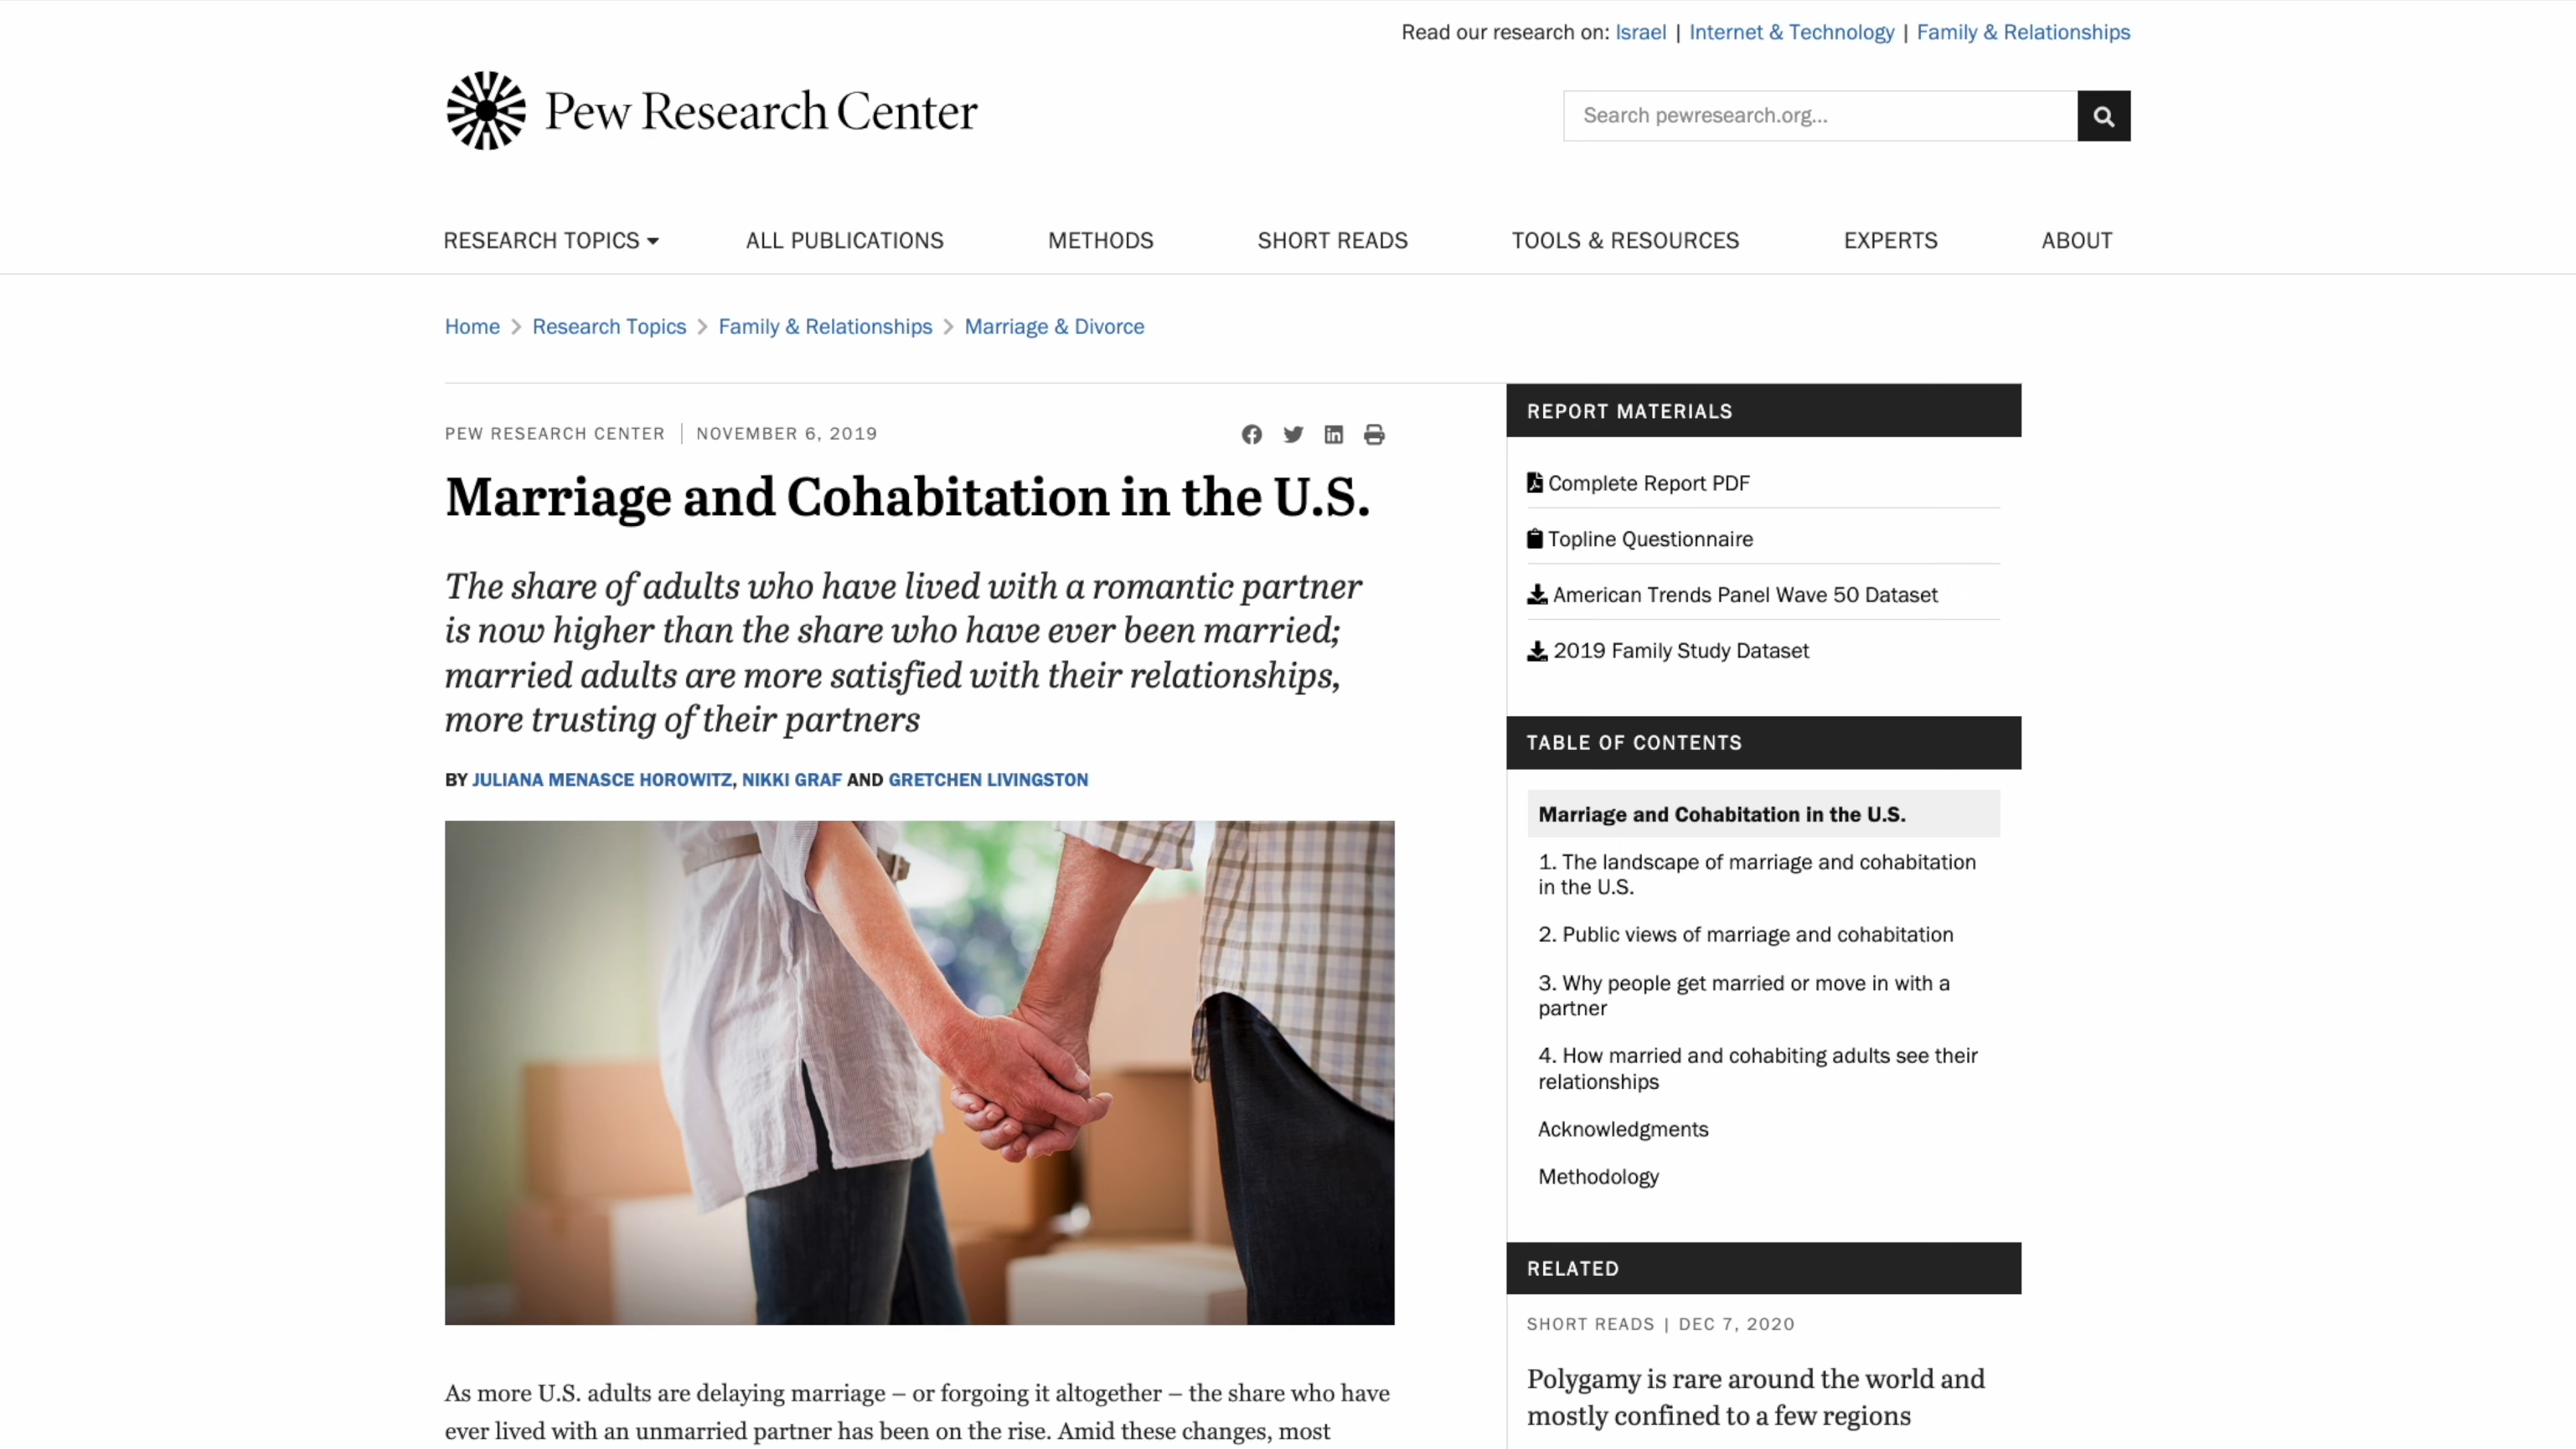 Read our research on: Israel | Internet & Technology | Family & Relationships
Pew Research Center
Search pewresearch.org...
RESEARCH TOPICS ALL PUBLICATIONS METHODS SHORT READS TOOLS & RESOURCES EXPERTS ABOUT
Home > Research Topics > Family & Relationships > Marriage & Divorce
PEW RESEARCH CENTER | NOVEMBER 6, 2019
Marriage and Cohabitation in the U.S.
The share of adults who have lived with a romantic partner
is now higher than the share who have ever been married;
married adults are more satisfied with their relationships,
more trusting of their partners
BY JULIANA MENASCE HOROWITZ, NIKKI GRAF AND GRETCHEN LIVINGSTON
As more U.S. adults are delaying marriage – or forgoing it altogether – the share who have
ever lived with an unmarried partner has been on the rise. Amid these changes, most
REPORT MATERIALS
Complete Report PDF
Topline Questionnaire
American Trends Panel Wave 50 Dataset
2019 Family Study Dataset
TABLE OF CONTENTS
Marriage and Cohabitation in the U.S.
1. The landscape of marriage and cohabitation
in the U.S.
2. Public views of marriage and cohabitation
3. Why people get married or move in with a
partner
4. How married and cohabiting adults see their
relationships
Acknowledgments
Methodology
RELATED
SHORT READS | DEC 7, 2020
Polygamy is rare around the world and
mostly confined to a few regions